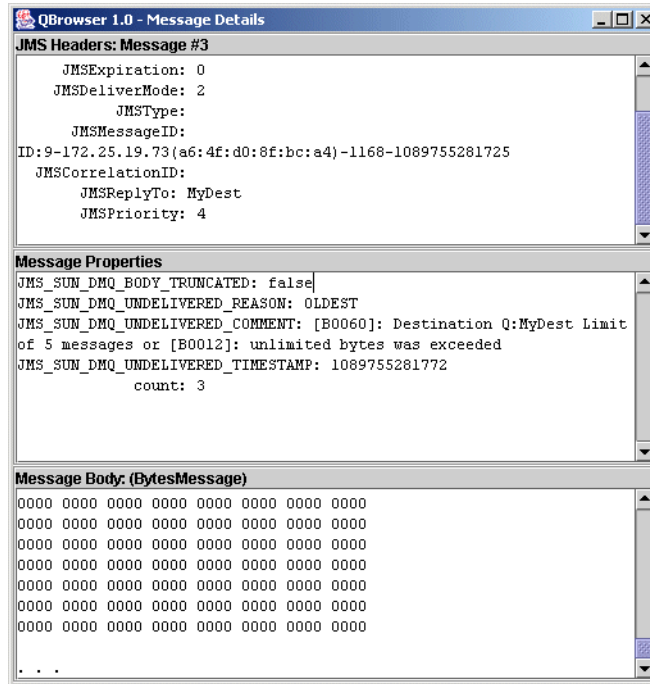 QBrowser 1.0 - Message Details
JMS Headers: Message #3
JMSExpiration: 0
JMSDeliverMode: 2
JMSType:
JMSMessageID:
ID:9-172.25.19.73(a6:4f:d0:8f:bc:a4)-1168-1089755281725
JMSCorrelationID:
JMSReplyTo: MyDest
JMSPriority: 4
Message Properties
JMS_SUN_DMQ_BODY_TRUNCATED: false
JMS_SUN_DMQ_UNDELIVERED_REASON: OLDEST
JMS_SUN_DMQ_UNDELIVERED_COMMENT: [B0060]: Destination Q:MyDest Limit
of 5 messages or [B0012]: unlimited bytes was exceeded
JMS_SUN_DMQ_UNDELIVERED_TIMESTAMP: 1089755281772
count: 3
Message Body: (BytesMessage)
0000 0000 0000 0000 0000 0000 0000 0000
0000 0000 0000 0000 0000 0000 0000 0000
0000 0000 0000 0000 0000 0000 0000 0000
0000 0000 0000 0000 0000 0000 0000 0000
0000 0000 0000 0000 0000 0000 0000 0000
0000 0000 0000 0000 0000 0000 0000 0000
0000 0000 0000 0000 0000 0000 0000 0000
. . .